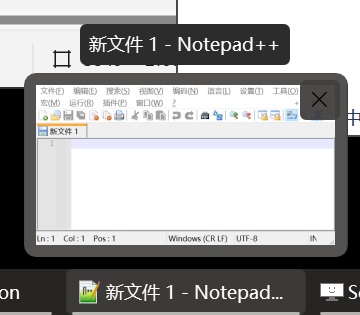 新文件 1 - Notepad++
文件(F) 编辑(E) 搜索(S) 视图(V) 编码(N) 语言(L) 设置(T) 工具(O)
宏(M) 运行(R) 插件(P) 窗口(W) ?
新文件 1
1
Ln : 1 Col : 1 Pos : 1 Windows (CR LF) UTF-8 IN
中
on
新文件 1 - Notepad...